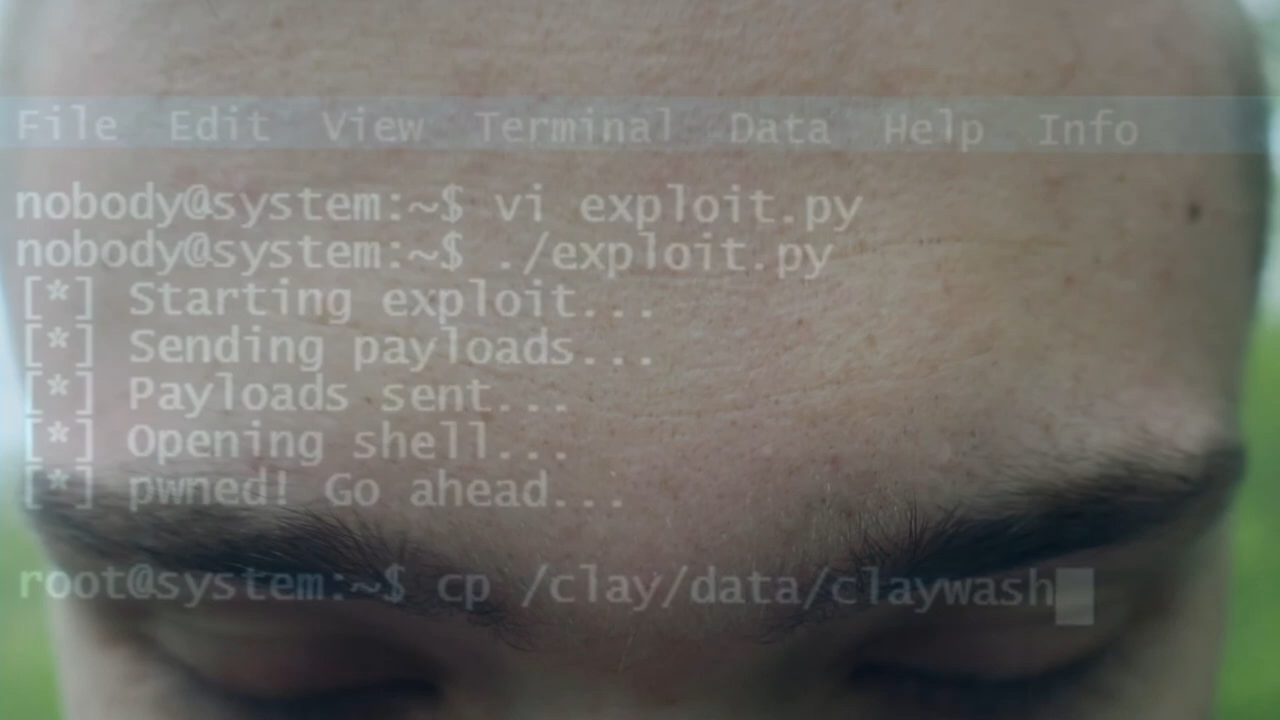 File Edit View Terminal Data Help Info
nobody@system:~$ vi exploit.py
nobody@system:~$ ./exploit.py
[*] Starting exploit...
[*] Sending payloads...
[*] Payloads sent...
[*] Opening shell...
[*] pwned! Go ahead...
root@system:~$ cp /clay/data/claywash